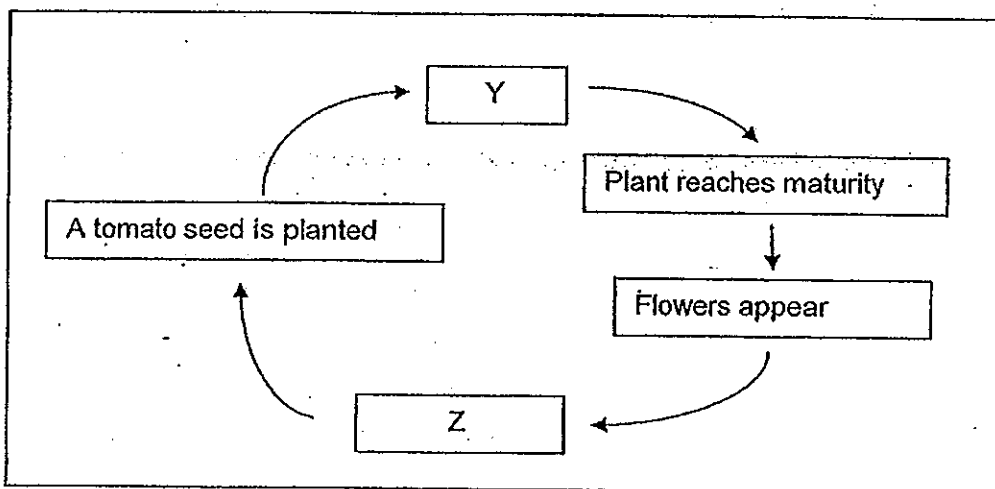 Y
Plant reaches maturity
A tomato seed is planted
Flowers appear
Z